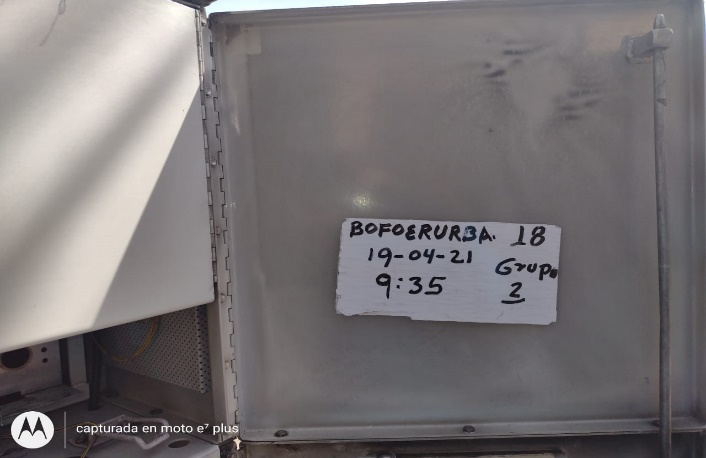 BOFOERURBA. 18
19-04-21 Grupo
9:35 2
capturada en moto e⁷ plus